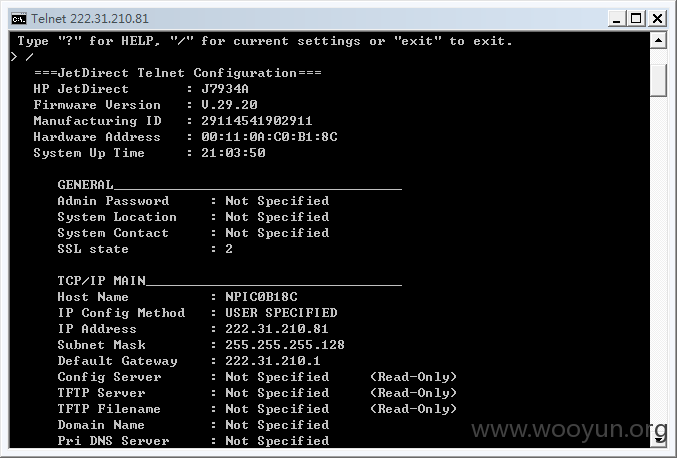 Telnet 222.31.210.81
Type "?" for HELP, "/" for current settings or "exit" to exit.
> /
===JetDirect Telnet Configuration===
HP JetDirect : J7934A
Firmware Version : V.29.20
Manufacturing ID : 29114541902911
Hardware Address : 00:11:0A:C0:B1:8C
System Up Time : 21:03:50
GENERAL____________________________________
Admin Password : Not Specified
System Location : Not Specified
System Contact : Not Specified
SSL state : 2
TCP/IP MAIN________________________________
Host Name : NPIC0B18C
IP Config Method : USER SPECIFIED
IP Address : 222.31.210.81
Subnet Mask : 255.255.255.128
Default Gateway : 222.31.210.1
Config Server : Not Specified (Read-Only)
TFTP Server : Not Specified (Read-Only)
TFTP Filename : Not Specified (Read-Only)
Domain Name : Not Specified
Pri DNS Server : Not Specified
www.wooyun.org